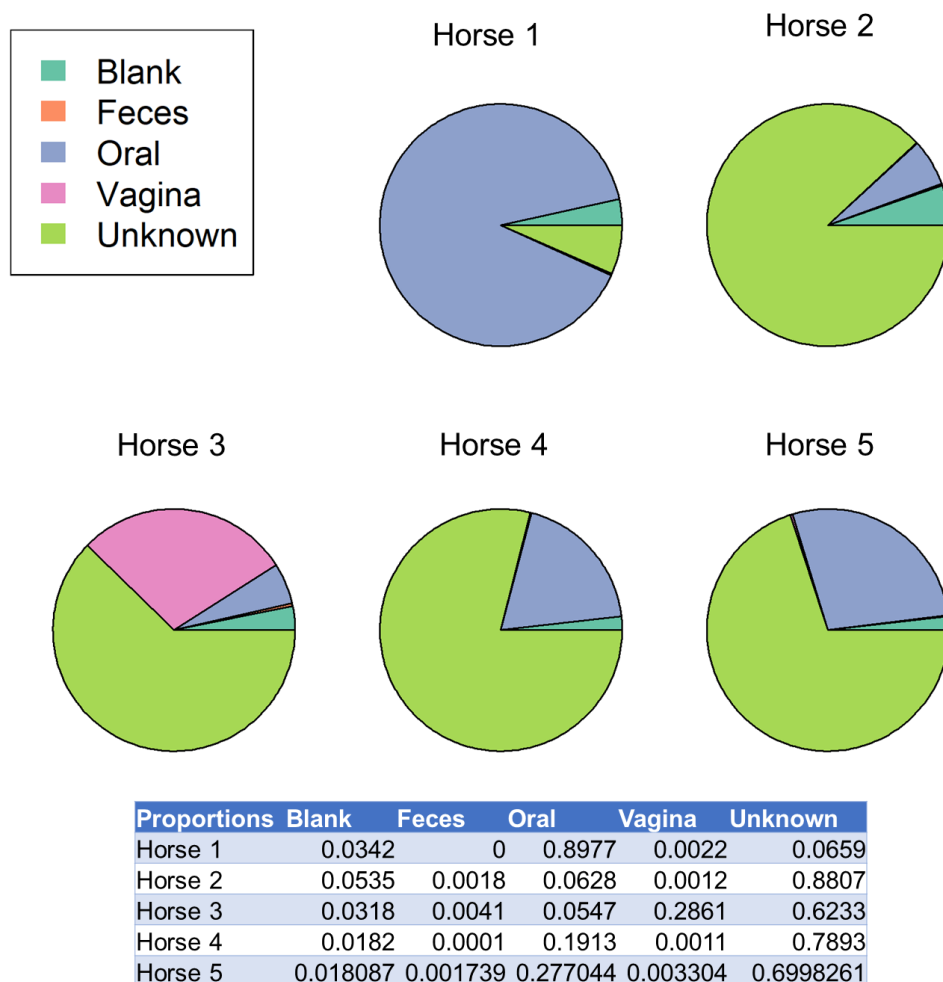 Blank
Feces
Oral
Vagina
Unknown
Horse 1
Horse 2
Horse 3
Horse 4
Horse 5
Proportions Blank Feces Oral Vagina Unknown
Horse 1 0.0342 0 0.8977 0.0022 0.0659
Horse 2 0.0535 0.0018 0.0628 0.0012 0.8807
Horse 3 0.0318 0.0041 0.0547 0.2861 0.6233
Horse 4 0.0182 0.0001 0.1913 0.0011 0.7893
Horse 5 0.018087 0.001739 0.277044 0.003304 0.6998261